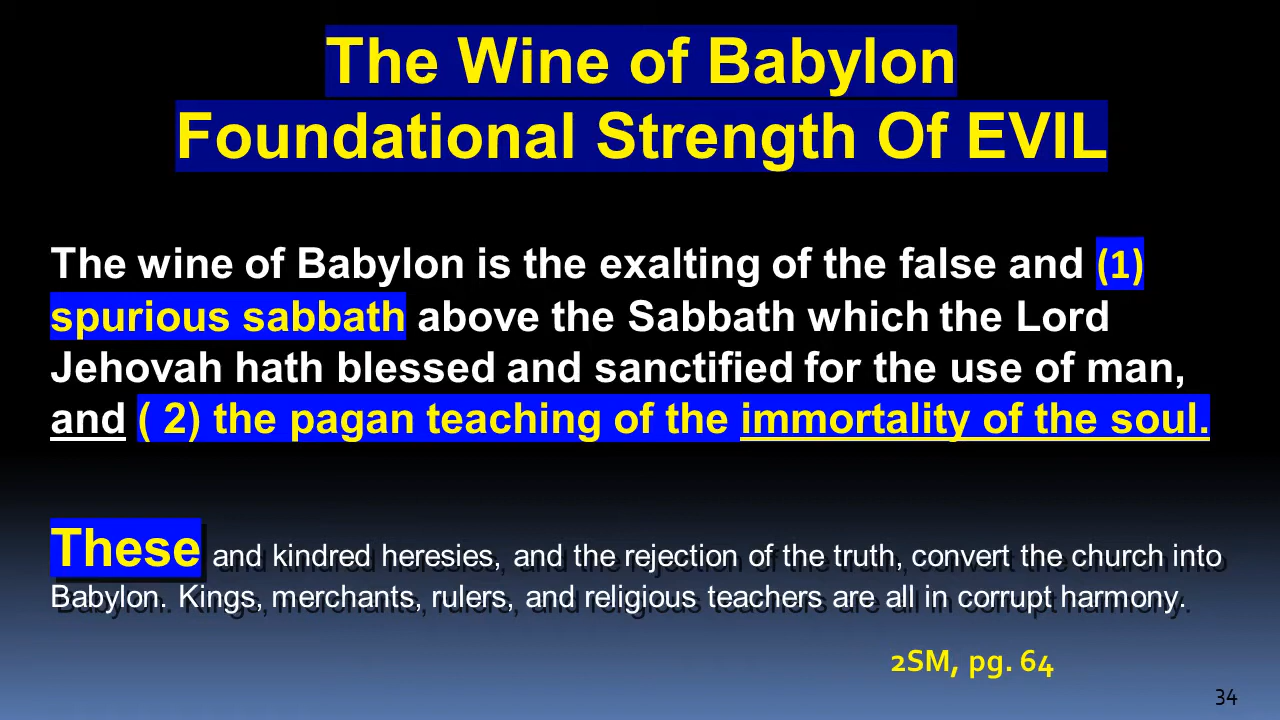 The Wine of Babylon
Foundational Strength Of EVIL
The wine of Babylon is the exalting of the false and (1)
spurious sabbath above the Sabbath which the Lord
Jehovah hath blessed and sanctified for the use of man,
and ( 2) the pagan teaching of the immortality of the soul.
These and kindred heresies, and the rejection of the truth, convert the church into
Babylon. Kings, merchants, rulers, and religious teachers are all in corrupt harmony.
2SM, pg. 64
34